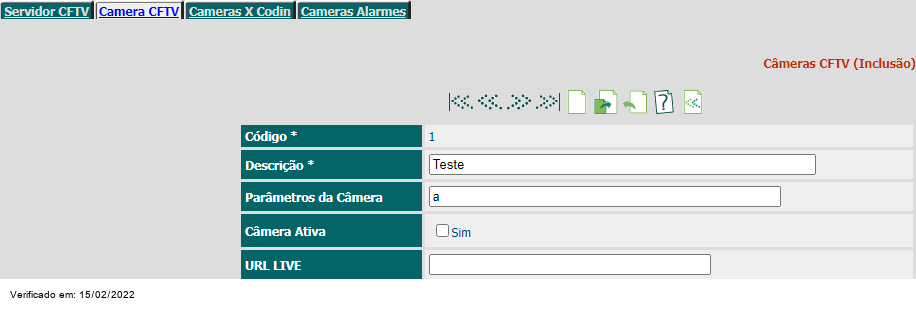 Servidor CFTV Camera CFTV Cameras X Codin Cameras Alarmes
Câmeras CFTV (Inclusão)
Código * 1
Descrição * Teste
Parâmetros da Câmera a
Câmera Ativa Sim
URL LIVE
Verificado em: 15/02/2022